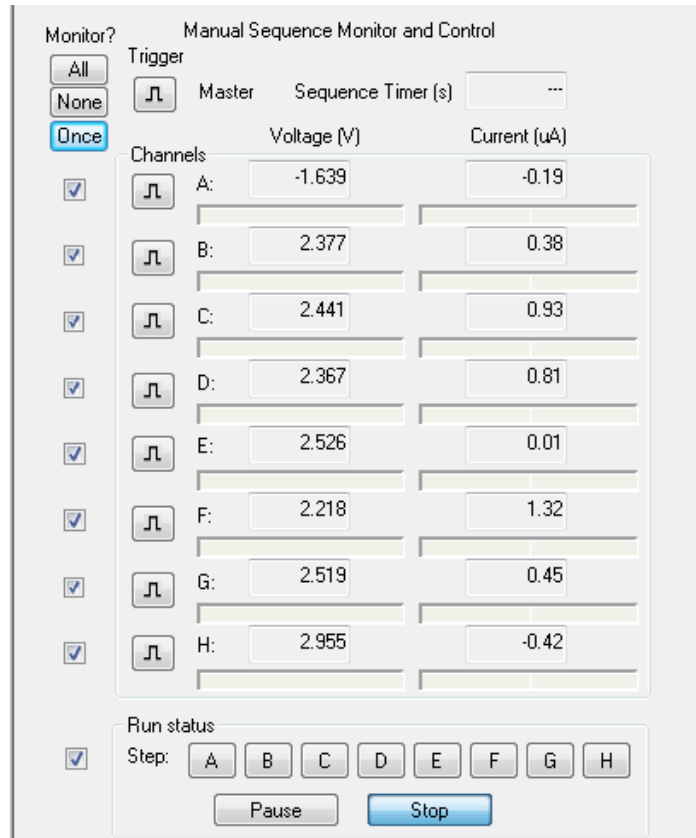 Monitor?
Manual Sequence Monitor and Control
All
Trigger
None
Master Sequence Timer (s) ---
Once
Voltage (V) Current (uA)
Channels
A: -1.639 -0.19
B: 2.377 0.38
C: 2.441 0.93
D: 2.367 0.81
E: 2.526 0.01
F: 2.218 1.32
G: 2.519 0.45
H: 2.955 -0.42
Run status
Step: A B C D E F G H
Pause Stop